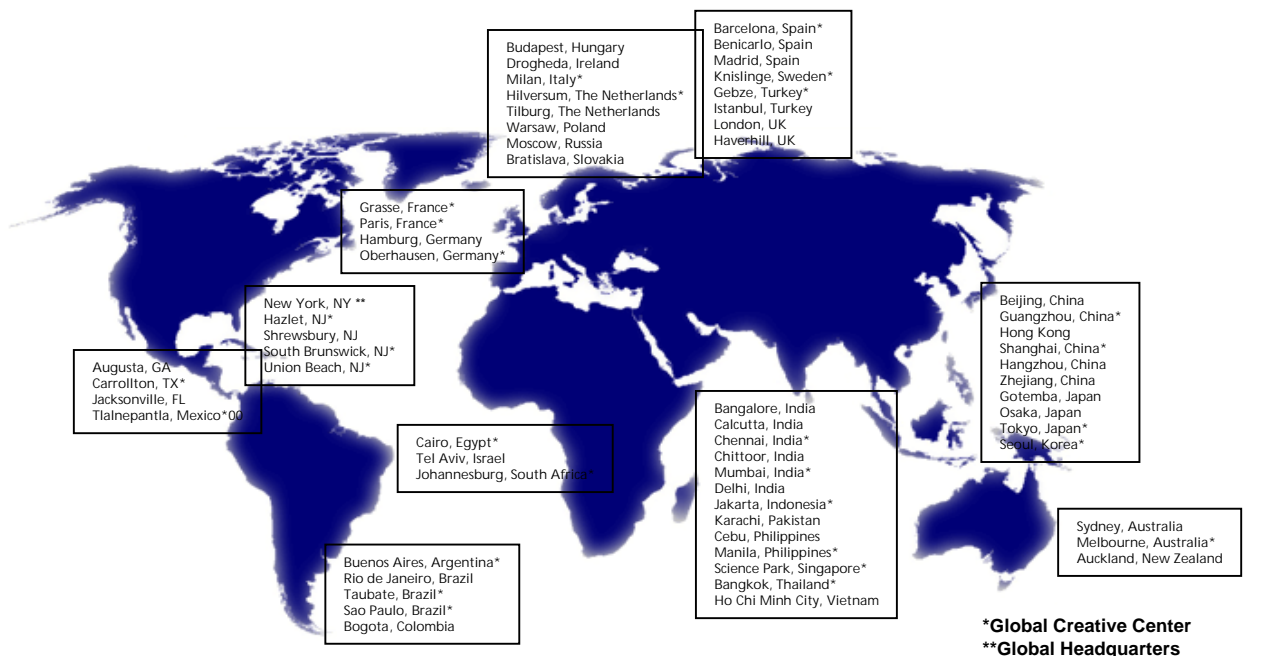 Barcelona, Spain*
Benicarlo, Spain
Madrid, Spain
Knislinge, Sweden*
Gebze, Turkey*
Istanbul, Turkey
London, UK
Haverhill, UK
Budapest, Hungary
Drogheda, Ireland
Milan, Italy*
Hilversum, The Netherlands*
Tilburg, The Netherlands
Warsaw, Poland
Moscow, Russia
Bratislava, Slovakia
Grasse, France*
Paris, France*
Hamburg, Germany
Oberhausen, Germany*
New York, NY **
Hazlet, NJ*
Shrewsbury, NJ
South Brunswick, NJ*
Union Beach, NJ*
Augusta, GA
Carrollton, TX*
Jacksonville, FL
Tlalnepantla, Mexico*00
Beijing, China
Guangzhou, China*
Hong Kong
Shanghai, China*
Hangzhou, China
Zhejiang, China
Gotemba, Japan
Osaka, Japan
Tokyo, Japan*
Seoul, Korea*
Cairo, Egypt*
Tel Aviv, Israel
Johannesburg, South Africa*
Bangalore, India
Calcutta, India
Chennai, India*
Chittoor, India
Mumbai, India*
Delhi, India
Jakarta, Indonesia*
Karachi, Pakistan
Cebu, Philippines
Manila, Philippines*
Science Park, Singapore*
Bangkok, Thailand*
Ho Chi Minh City, Vietnam
Sydney, Australia
Melbourne, Australia*
Auckland, New Zealand
Buenos Aires, Argentina*
Rio de Janeiro, Brazil
Taubate, Brazil*
Sao Paulo, Brazil*
Bogota, Colombia
*Global Creative Center
**Global Headquarters